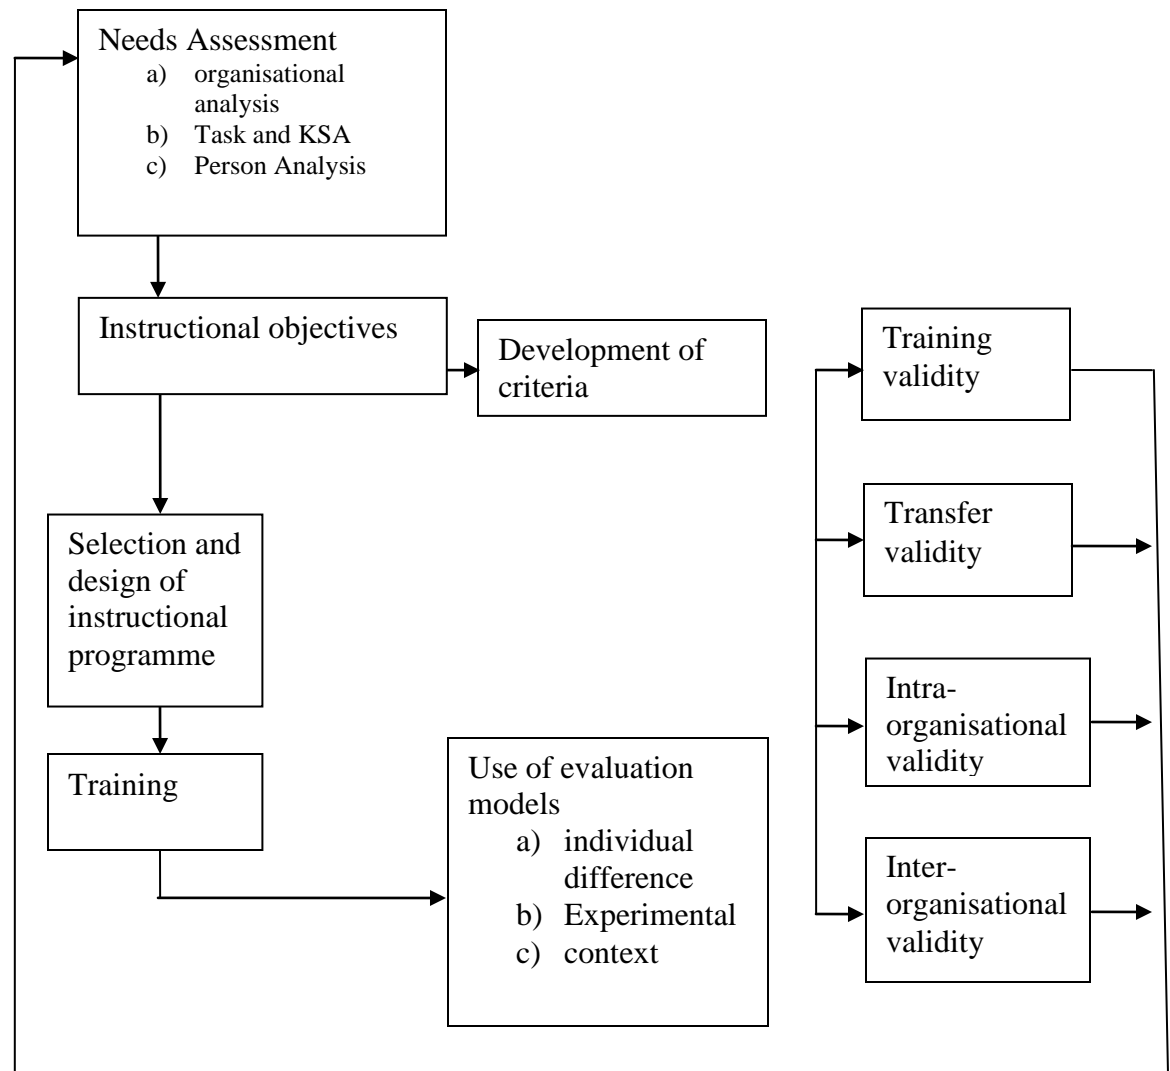 Needs Assessment
a) organisational
analysis
b) Task and KSA
c) Person Analysis
Instructional objectives
Development of
criteria
Selection and
design of
instructional
programme
Training
Use of evaluation
models
a) individual
difference
b) Experimental
c) context
Training
validity
Transfer
validity
Intra-
organisational
validity
Inter-
organisational
validity